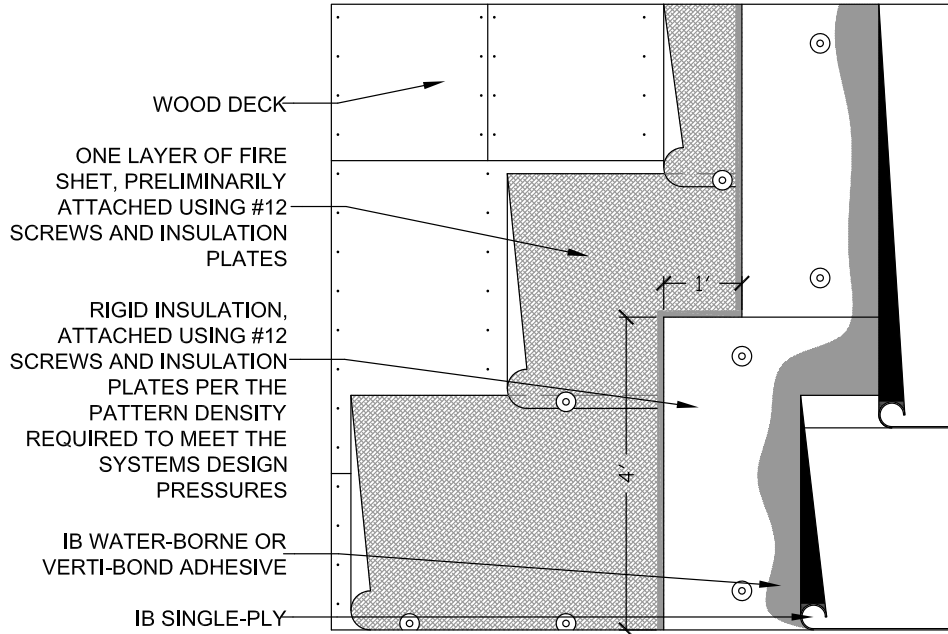 WOOD DECK
ONE LAYER OF FIRE
SHET, PRELIMINARILY
ATTACHED USING #12
SCREWS AND INSULATION
PLATES
RIGID INSULATION,
ATTACHED USING #12
SCREWS AND INSULATION
PLATES PER THE
PATTERN DENSITY
REQUIRED TO MEET THE
SYSTEMS DESIGN
PRESSURES
IB WATER-BORNE OR
VERTI-BOND ADHESIVE
IB SINGLE-PLY
1'
4'